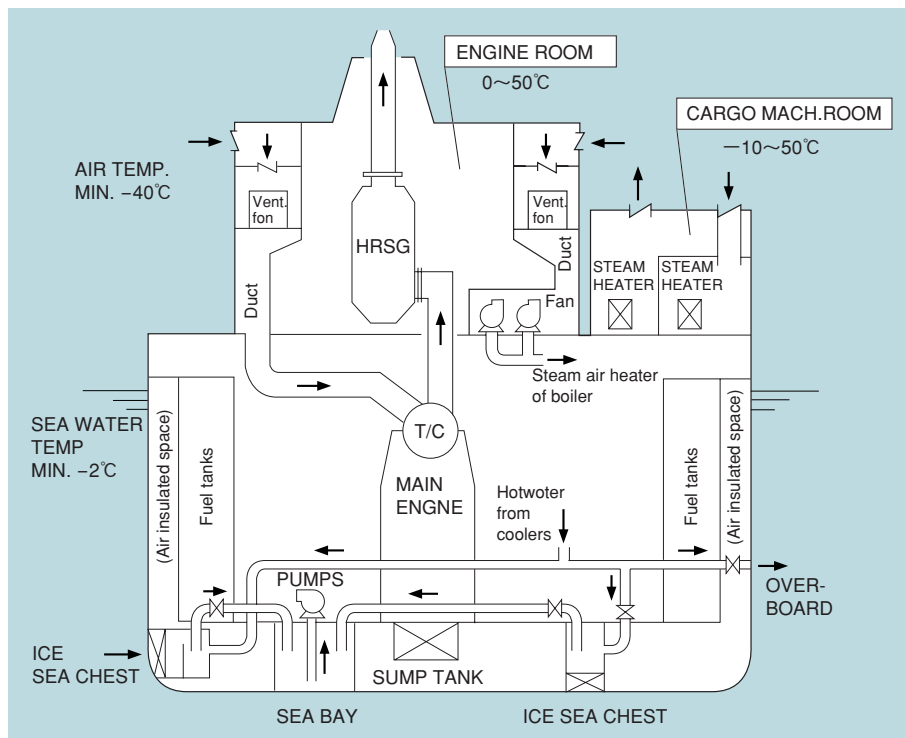 ENGINE ROOM
0～50℃
CARGO MACH.ROOM
－10～50℃
AIR TEMP.
MIN. −40℃
Vent.
fon
Vent.
fon
HRSG
Duct
Duct
Fan
STEAM
HEATER
STEAM
HEATER
Steam air heater
of boiler
SEA WATER
TEMP
MIN. −2℃
(Air insulated space)
Fuel tanks
T/C
MAIN
ENGNE
Hotwoter
from
coolers
Fuel tanks
(Air insulated space)
PUMPS
OVER-
BOARD
ICE
SEA CHEST
SUMP TANK
SEA BAY
ICE SEA CHEST